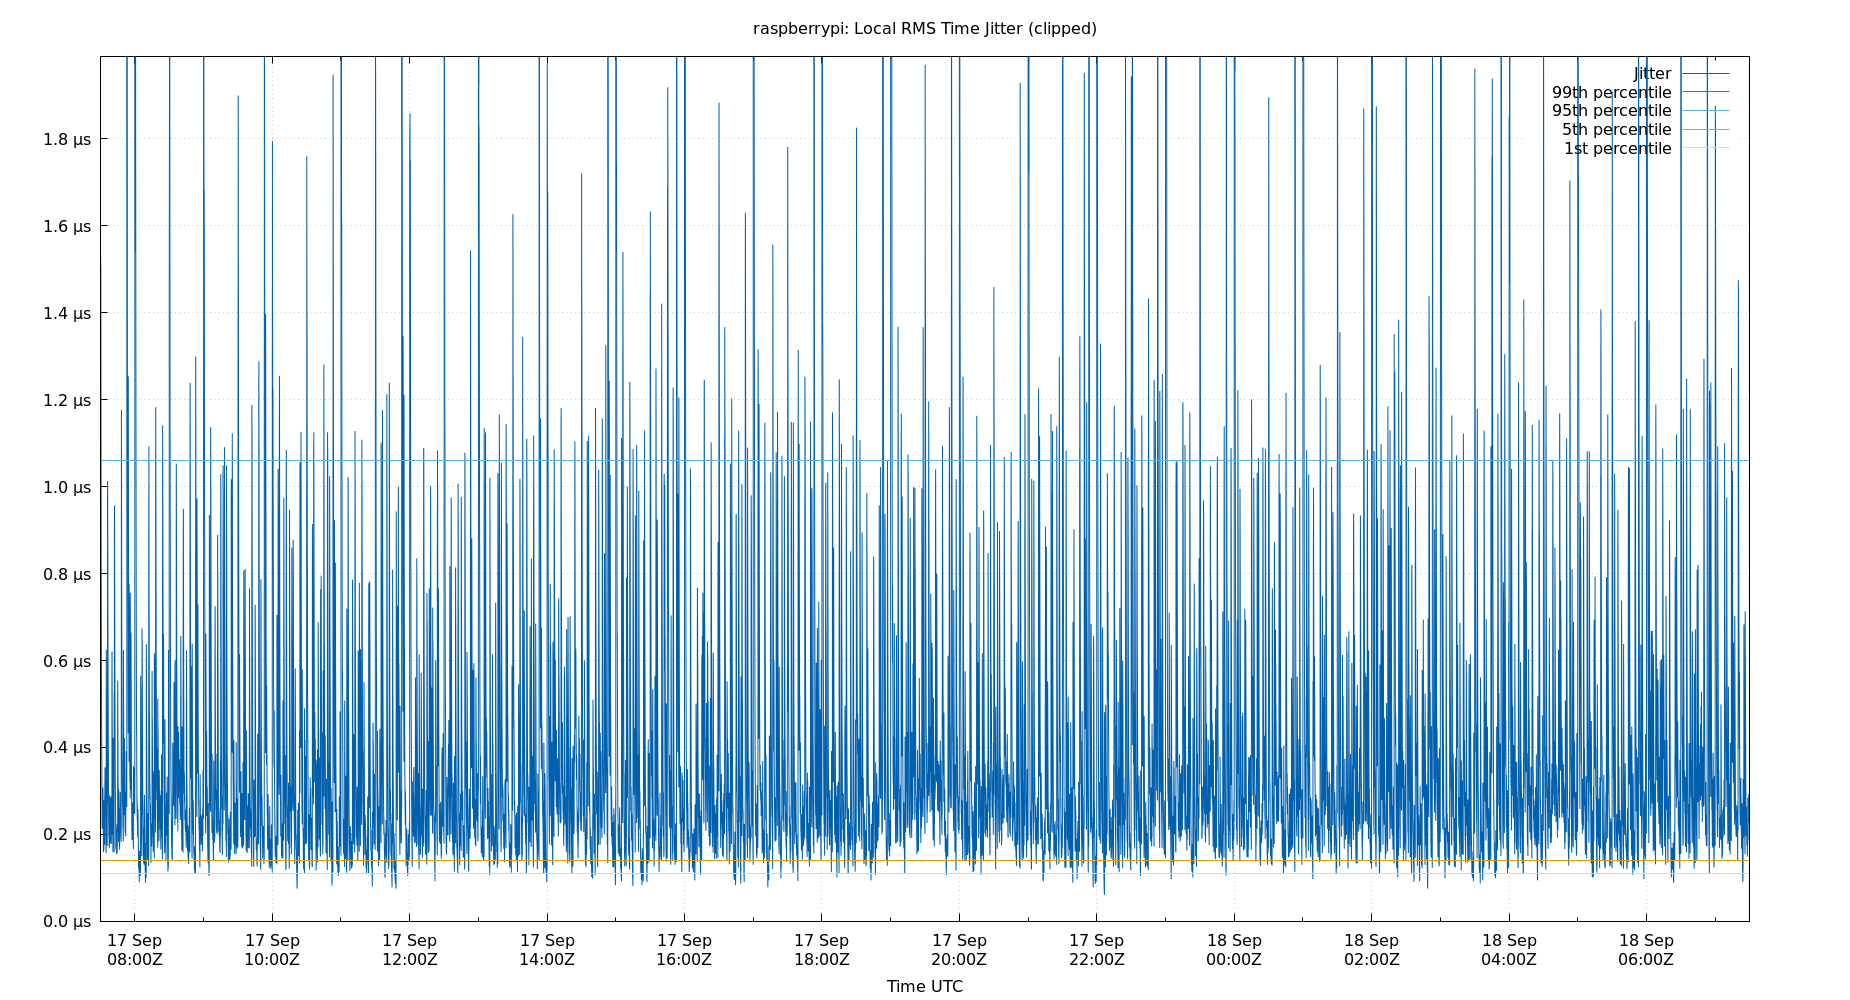 raspberrypi: Local RMS Time Jitter (clipped)
Jitter
99th percentile
95th percentile
5th percentile
1st percentile
1.8 μs
1.6 μs
1.4 μs
1.2 μs
1.0 μs
0.8 μs
0.6 μs
0.4 μs
0.2 μs
0.0 μs
17 Sep 17 Sep 17 Sep 17 Sep 17 Sep 17 Sep 17 Sep 17 Sep 18 Sep 18 Sep 18 Sep 18 Sep
08:00Z 10:00Z 12:00Z 14:00Z 16:00Z 18:00Z 20:00Z 22:00Z 00:00Z 02:00Z 04:00Z 06:00Z
Time UTC